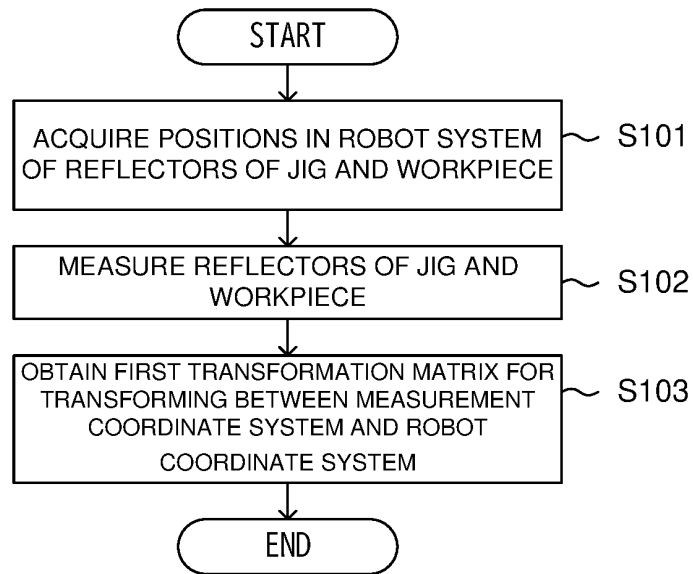 START
ACQUIRE POSITIONS IN ROBOT SYSTEM
OF REFLECTORS OF JIG AND WORKPIECE
S101
MEASURE REFLECTORS OF JIG AND
WORKPIECE
S102
OBTAIN FIRST TRANSFORMATION MATRIX FOR
TRANSFORMING BETWEEN MEASUREMENT
COORDINATE SYSTEM AND ROBOT
COORDINATE SYSTEM
S103
END